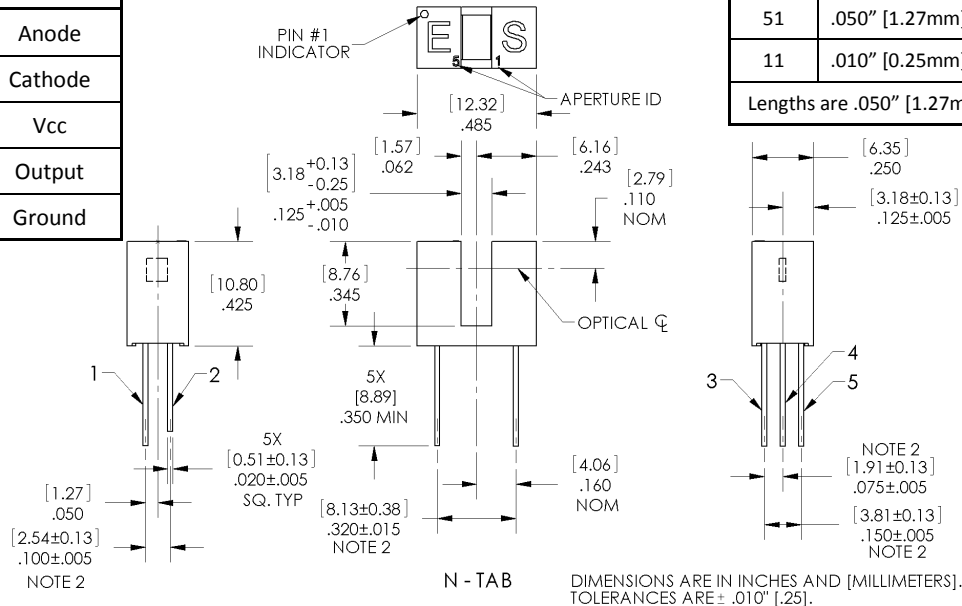 Anode
Cathode
Vcc
Output
Ground
PIN #1
INDICATOR
E S
5 1
APERTURE ID
51 .050” [1.27mm]
11 .010” [0.25mm]
Lengths are .050” [1.27m
[12.32]
.485
[1.57]
.062
[6.16]
.243
[3.18 +0.13 -0.25]
.125 +.005 -.010
[2.79]
.110
NOM
[6.35]
.250
[3.18±0.13]
.125±.005
[10.80]
.425
[8.76]
.345
OPTICAL ℄
1
2
5X
[8.89]
.350 MIN
3
4
5
5X
[0.51±0.13]
.020±.005
SQ. TYP
[1.27]
.050
[2.54±0.13]
.100±.005
NOTE 2
[8.13±0.38]
.320±.015
NOTE 2
[4.06]
.160
NOM
NOTE 2
[1.91±0.13]
.075±.005
[3.81±0.13]
.150±.005
NOTE 2
N - TAB
DIMENSIONS ARE IN INCHES AND [MILLIMETERS].
TOLERANCES ARE ± .010" [.25].